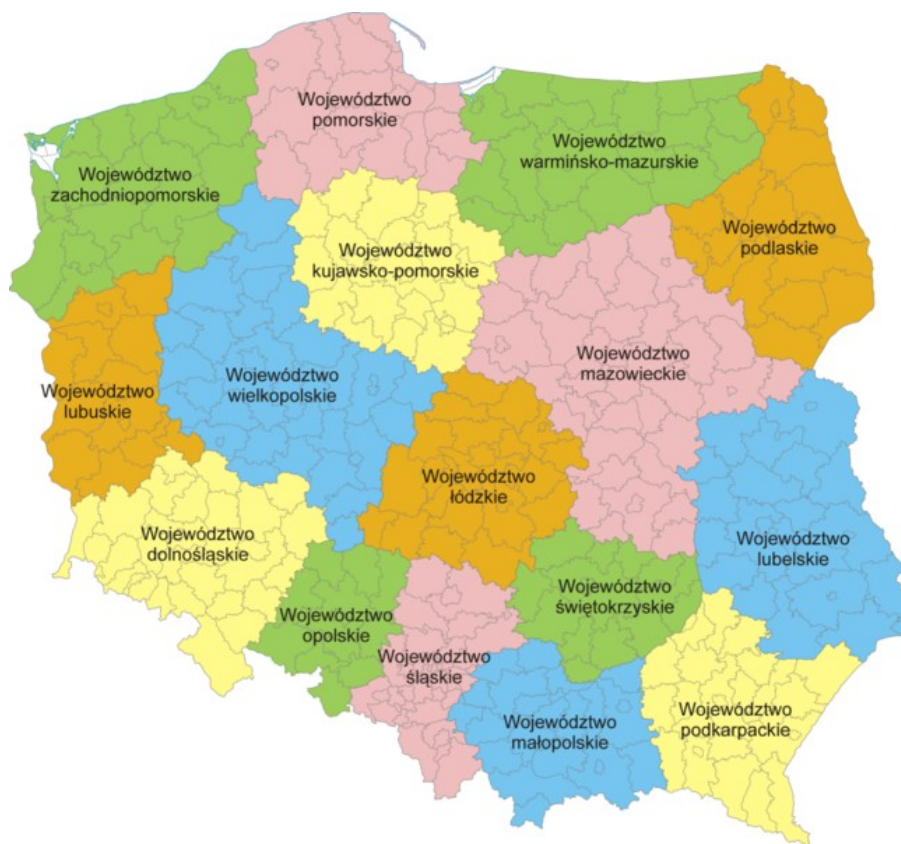 Województwo
pomorskie
Województwo
warmińsko-mazurskie
Województwo
zachodniopomorskie
Województwo
podlaskie
Województwo
kujawsko-pomorskie
Województwo
mazowieckie
Województwo
wielkopolskie
Województwo
lubuskie
Województwo
łódzkie
Województwo
dolnośląskie
Województwo
lubelskie
Województwo
świętokrzyskie
Województwo
opolskie
Województwo
śląskie
Województwo
podkarpackie
Województwo
małopolskie